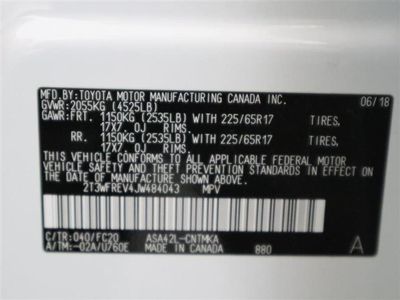 MFD.BY:TOYOTA MOTOR MANUFACTURING CANADA INC.
GVWR:2055KG (4525LB) 06/18
GAWR:FRT. 1150KG (2535LB) WITH 225/65R17 TIRES,
17X7.0J RIMS.
RR. 1150KG (2535LB) WITH 225/65R17 TIRES,
17X7.0J RIMS.
THIS VEHICLE CONFORMS TO ALL APPLICABLE FEDERAL MOTOR
VEHICLE SAFETY AND THEFT PREVENTION STANDARDS IN
EFFECT ON THE DATE OF MANUFACTURE SHOWN ABOVE.
2T3WFREV4JW484043 MPV
C/TR:040/FC20 ASA42L-CNTMKA
A/TM:-02A/U760E 880 A